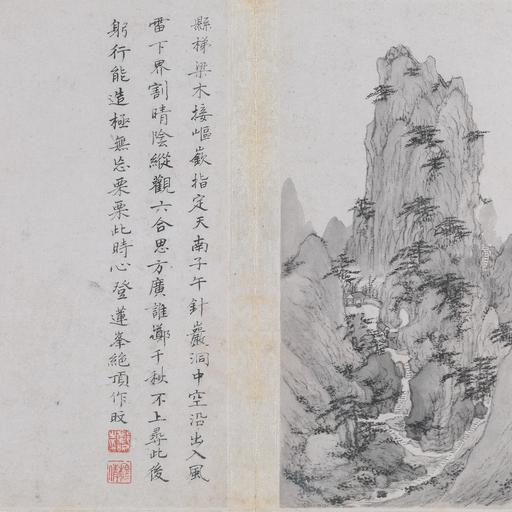 縣梯梁木接嶇嶔指定天南子午針巖洞中空沿出入風
雷下界割晴陰縱觀六合思方廣誰鄭千秋不上尋此後
躬行能造極無忘栗栗此時心登蓮峯絕頂作旼